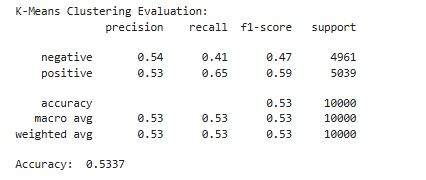 K-Means Clustering Evaluation:
precision recall f1-score support
negative 0.54 0.41 0.47 4961
positive 0.53 0.65 0.59 5039
accuracy 0.53 10000
macro avg 0.53 0.53 0.53 10000
weighted avg 0.53 0.53 0.53 10000
Accuracy: 0.5337